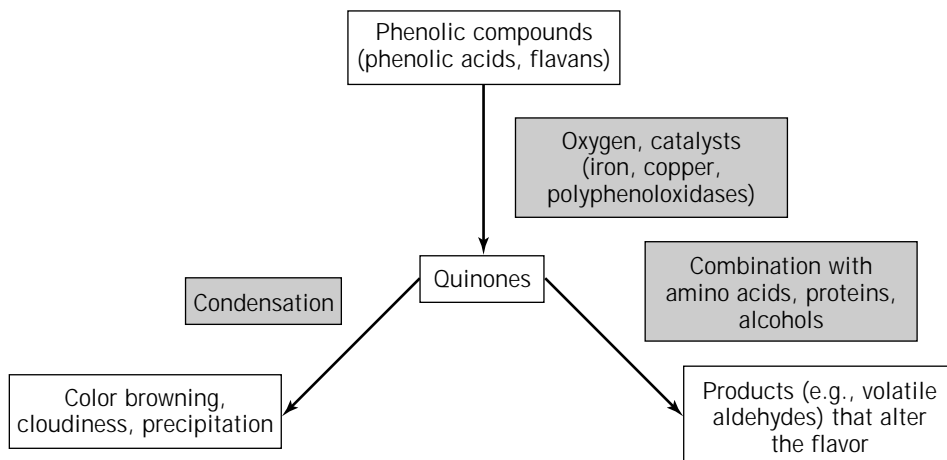 Phenolic compounds
(phenolic acids, flavans)
Oxygen, catalysts
(iron, copper,
polyphenoloxidases)
Quinones
Condensation
Combination with
amino acids, proteins,
alcohols
Color browning,
cloudiness, precipitation
Products (e.g., volatile
aldehydes) that alter
the flavor